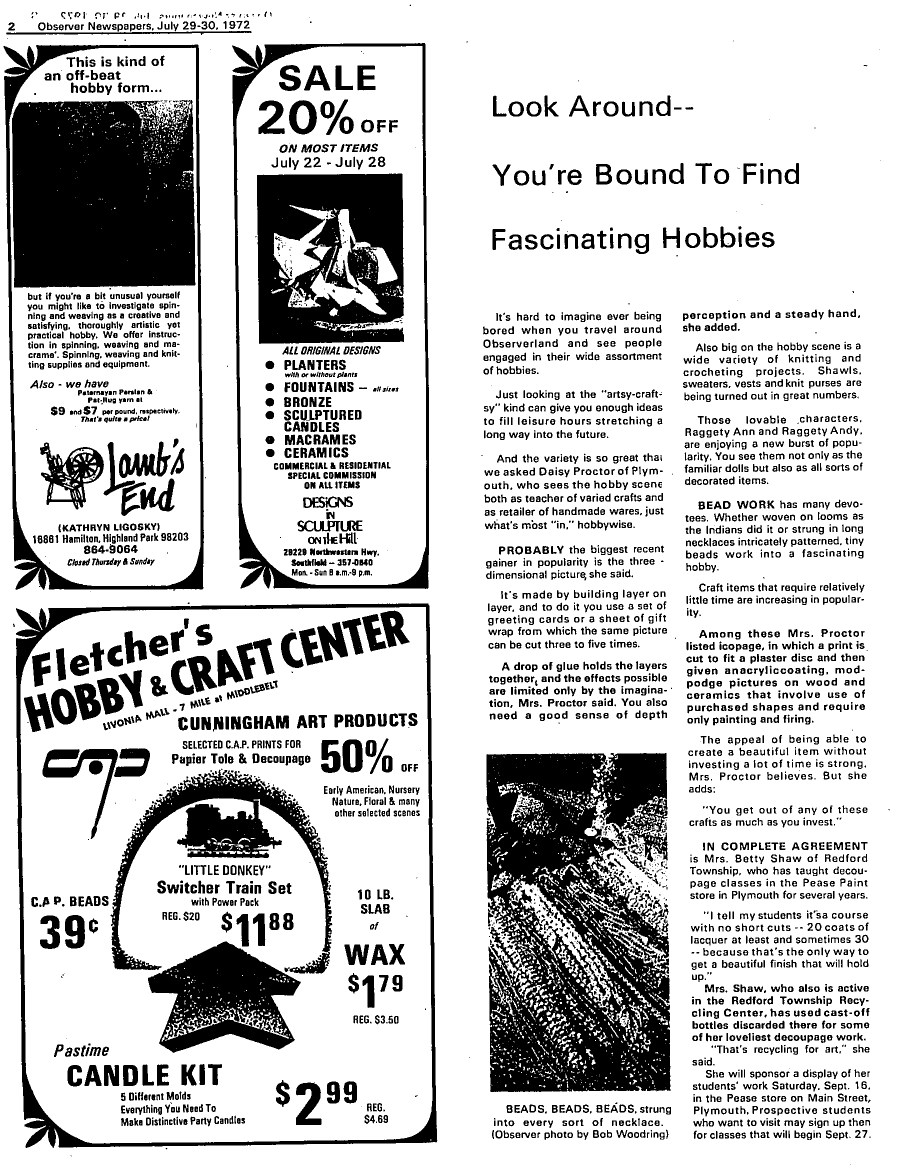 2 Observer Newspapers, July 29-30, 1972
This is kind of
an off-beat
hobby form...
but if you're a bit unusual yourself
you might like to investigate spin-
ning and weaving as a creative and
satisfying, thoroughly artistic yet
practical hobby. We offer instruc-
tion in spinning, weaving and ma-
crame'. Spinning, weaving and knit-
ting supplies and equipment.
Also - we have
Paternayan Persian &
Pat-Rug yarn at
$9 and $7 per pound, respectively.
That's quite a price!
Lamb's
End
(KATHRYN LIGOSKY)
16861 Hamilton, Highland Park 98203
864-9064
Closed Thursday & Sunday
SALE
20% OFF
ON MOST ITEMS
July 22 - July 28
ALL ORIGINAL DESIGNS
● PLANTERS
with or without plants
● FOUNTAINS — all sizes
● BRONZE
● SCULPTURED
CANDLES
● MACRAMES
● CERAMICS
COMMERCIAL & RESIDENTIAL
SPECIAL COMMISSION
ON ALL ITEMS
DESIGNS
IN
SCULPTURE
ON THE Hill
29229 Northwestern Hwy.
Southfield — 357-0640
Mon. - Sun 8 a.m.-9 p.m.
Fletcher's
HOBBY & CRAFT CENTER
LIVONIA MALL - 7 MILE at MIDDLEBELT
CUNNINGHAM ART PRODUCTS
SELECTED C.A.P. PRINTS FOR
Papier Tole & Decoupage
50% OFF
cap
Early American, Nursery
Nature, Floral & many
other selected scenes
"LITTLE DONKEY"
Switcher Train Set
with Power Pack
REG. $20 $11 88
C.A.P. BEADS
39c
10 LB.
SLAB
of
WAX
$1 79
REG. $3.50
Pastime
CANDLE KIT
5 Different Molds
Everything You Need To
Make Distinctive Party Candles
$2 99
REG.
$4.69
Look Around--
You're Bound To Find
Fascinating Hobbies
It's hard to imagine ever being
bored when you travel around
Observerland and see people
engaged in their wide assortment
of hobbies.
Just looking at the "artsy-craft-
sy" kind can give you enough ideas
to fill leisure hours stretching a
long way into the future.
And the variety is so great that
we asked Daisy Proctor of Plym-
outh, who sees the hobby scene
both as teacher of varied crafts and
as retailer of handmade wares, just
what's most "in," hobbywise.
PROBABLY the biggest recent
gainer in popularity is the three -
dimensional picture, she said.
It's made by building layer on
layer, and to do it you use a set of
greeting cards or a sheet of gift
wrap from which the same picture
can be cut three to five times.
A drop of glue holds the layers
together, and the effects possible
are limited only by the imagina-
tion, Mrs. Proctor said. You also
need a good sense of depth
BEADS, BEADS, BEADS, strung
into every sort of necklace.
(Observer photo by Bob Woodring)
perception and a steady hand,
she added.
Also big on the hobby scene is a
wide variety of knitting and
crocheting projects. Shawls,
sweaters, vests and knit purses are
being turned out in great numbers.
Those lovable characters,
Raggety Ann and Raggety Andy,
are enjoying a new burst of popu-
larity. You see them not only as the
familiar dolls but also as all sorts of
decorated items.
BEAD WORK has many devo-
tees. Whether woven on looms as
the Indians did it or strung in long
necklaces intricately patterned, tiny
beads work into a fascinating
hobby.
Craft items that require relatively
little time are increasing in popular-
ity.
Among these Mrs. Proctor
listed icopage, in which a print is
cut to fit a plaster disc and then
given anacryliccoating, mod-
podge pictures on wood and
ceramics that involve use of
purchased shapes and require
only painting and firing.
The appeal of being able to
create a beautiful item without
investing a lot of time is strong,
Mrs. Proctor believes. But she
adds:
"You get out of any of these
crafts as much as you invest."
IN COMPLETE AGREEMENT
is Mrs. Betty Shaw of Redford
Township, who has taught decou-
page classes in the Pease Paint
store in Plymouth for several years.
"I tell my students it'sa course
with no short cuts -- 20 coats of
lacquer at least and sometimes 30
-- because that's the only way to
get a beautiful finish that will hold
up."
Mrs. Shaw, who also is active
in the Redford Township Recy-
cling Center, has used cast-off
bottles discarded there for some
of her loveliest decoupage work.
"That's recycling for art," she
said.
She will sponsor a display of her
students' work Saturday, Sept. 16,
in the Pease store on Main Street,
Plymouth. Prospective students
who want to visit may sign up then
for classes that will begin Sept. 27.